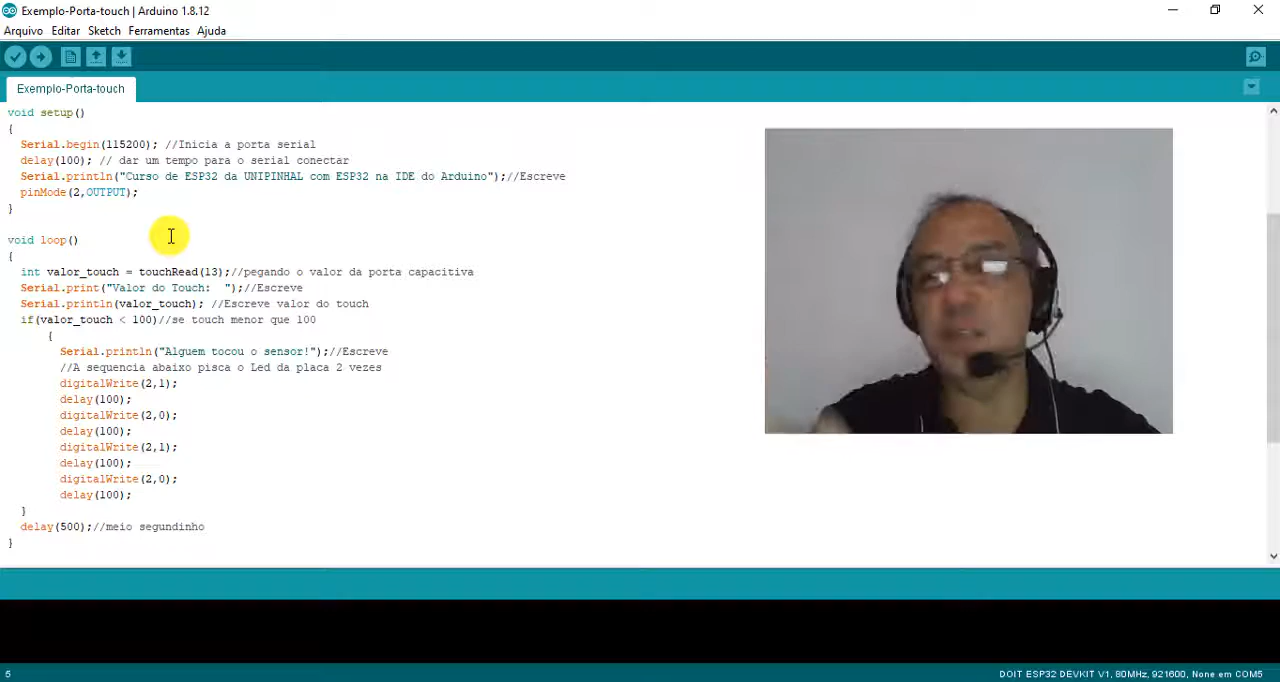 Exemplo-Porta-touch | Arduino 1.8.12
Arquivo Editar Sketch Ferramentas Ajuda
Exemplo-Porta-touch
void setup()
{
Serial.begin(115200); //Inicia a porta serial
delay(100); // dar um tempo para o serial conectar
Serial.println("Curso de ESP32 da UNIPINHAL com ESP32 na IDE do Arduino");//Escreve
pinMode(2,OUTPUT);
}
void loop()
{
int valor_touch = touchRead(13);//pegando o valor da porta capacitiva
Serial.print("Valor do Touch:  ");//Escreve
Serial.println(valor_touch); //Escreve valor do touch
if(valor_touch < 100)//se touch menor que 100
{
Serial.println("Alguem tocou o sensor!");//Escreve
//A sequencia abaixo pisca o Led da placa 2 vezes
digitalWrite(2,1);
delay(100);
digitalWrite(2,0);
delay(100);
digitalWrite(2,1);
delay(100);
digitalWrite(2,0);
delay(100);
}
delay(500);//meio segundinho
}
5
DOIT ESP32 DEVKIT V1, 80MHz, 921600, None em COM5